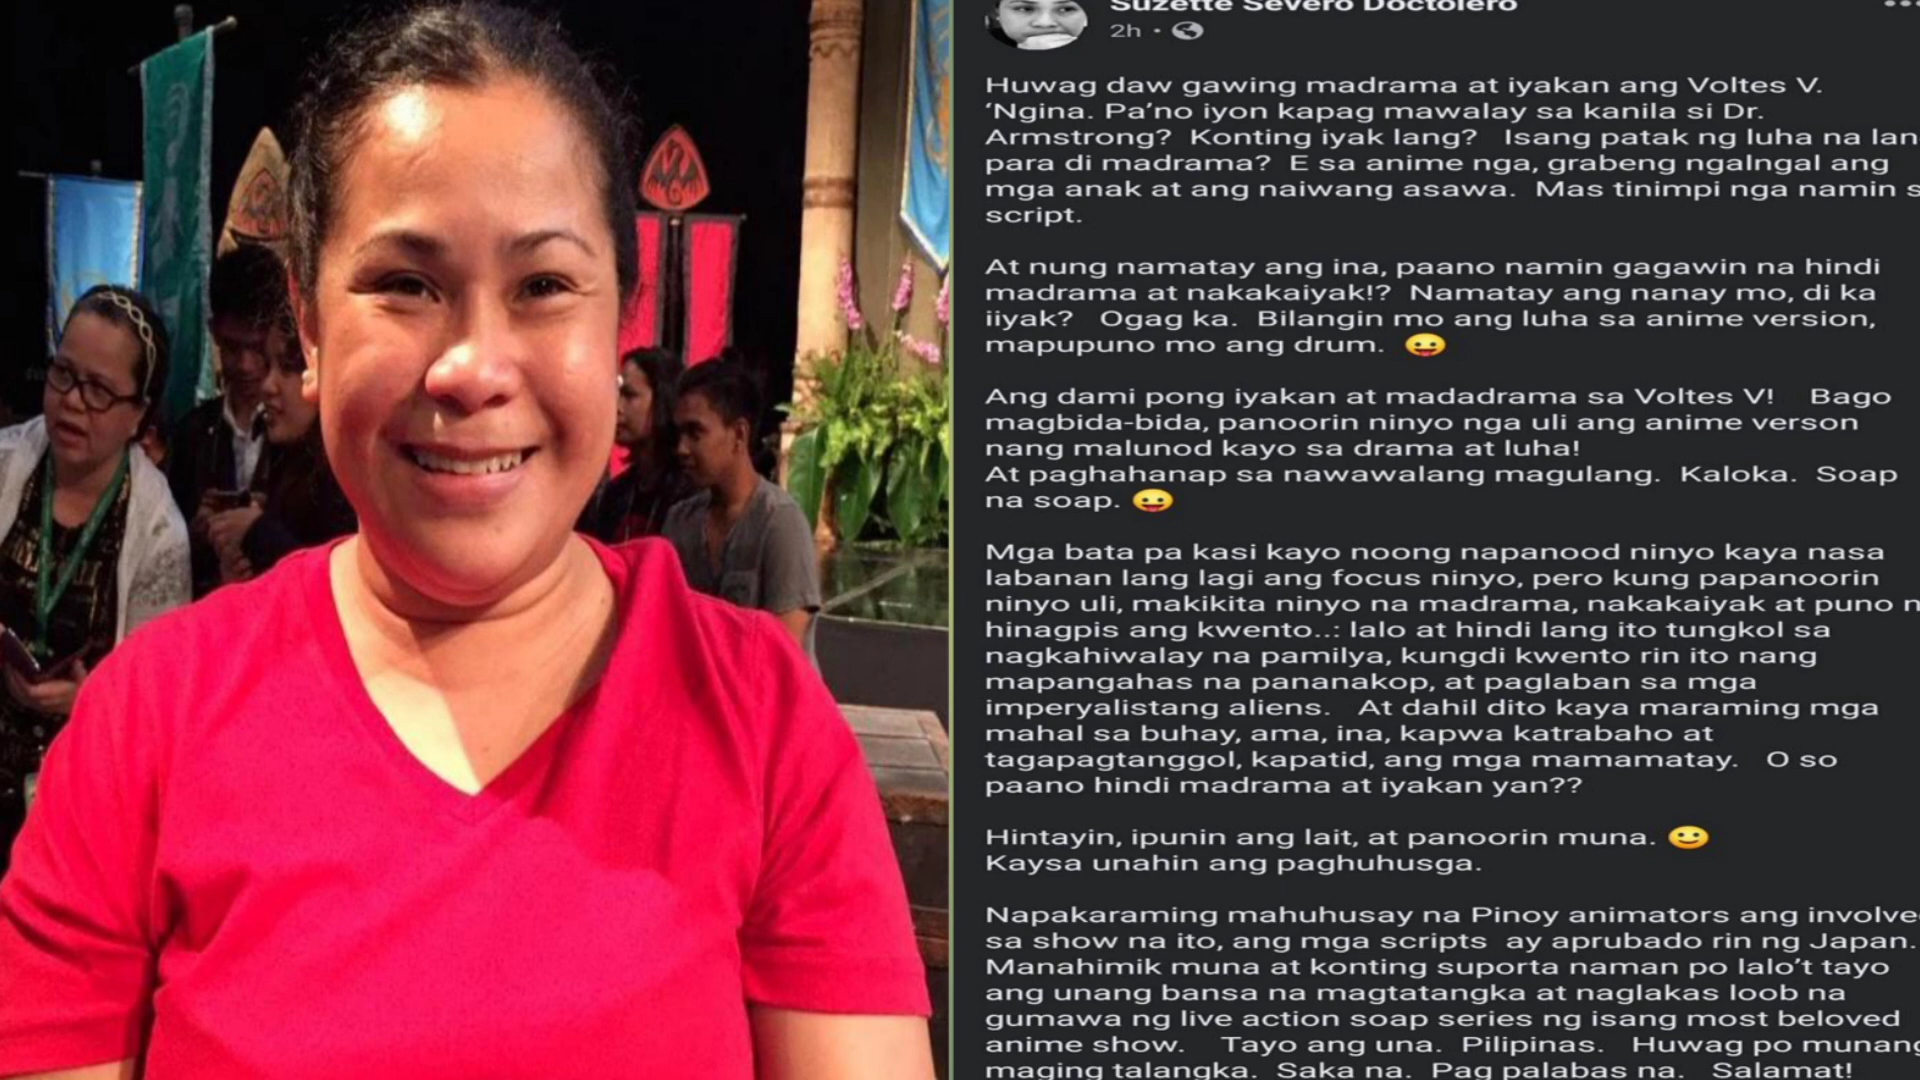 Suzette Severo Doctolero
2h
Huwag daw gawing madrama at iyakan ang Voltes V.
‘Ngina. Pa’no iyon kapag mawalay sa kanila si Dr.
Armstrong? Konting iyak lang? Isang patak ng luha na lan
para di madrama? E sa anime nga, grabeng ngalngal ang
mga anak at ang naiwang asawa. Mas tinimpi nga namin s
script.
At nung namatay ang ina, paano namin gagawin na hindi
madrama at nakakaiyak!? Namatay ang nanay mo, di ka
iiyak? Ogag ka. Bilangin mo ang luha sa anime version,
mapupuno mo ang drum. 😛
Ang dami pong iyakan at madadrama sa Voltes V! Bago
magbida-bida, panoorin ninyo nga uli ang anime verson
nang malunod kayo sa drama at luha!
At paghahanap sa nawawalang magulang. Kaloka. Soap
na soap. 😛
Mga bata pa kasi kayo noong napanood ninyo kaya nasa
labanan lang lagi ang focus ninyo, pero kung papanoorin
ninyo uli, makikita ninyo na madrama, nakakaiyak at puno n
hinagpis ang kwento..: lalo at hindi lang ito tungkol sa
nagkahiwalay na pamilya, kungdi kwento rin ito nang
mapangahas na pananakop, at paglaban sa mga
imperyalistang aliens. At dahil dito kaya maraming mga
mahal sa buhay, ama, ina, kapwa katrabaho at
tagapagtanggol, kapatid, ang mga mamamatay. O so
paano hindi madrama at iyakan yan??
Hintayin, ipunin ang lait, at panoorin muna. 🙂
Kaysa unahin ang paghuhusga.
Napakaraming mahuhusay na Pinoy animators ang involve
sa show na ito, ang mga scripts ay aprubado rin ng Japan.
Manahimik muna at konting suporta naman po lalo’t tayo
ang unang bansa na magtatangka at naglakas loob na
gumawa ng live action soap series ng isang most beloved
anime show. Tayo ang una. Pilipinas. Huwag po munang
maging talangka. Saka na. Pag palabas na. Salamat!